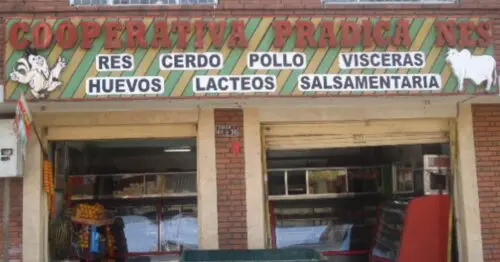 COOPERATIVA PRADICA NES
RES CERDO POLLO VISCERAS
HUEVOS LACTEOS SALSAMENTARIA